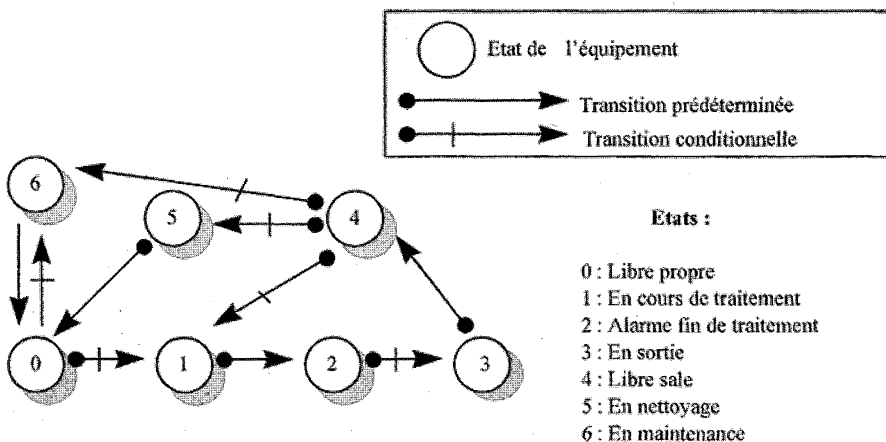 Etat de l'équipement
Transition prédéterminée
Transition conditionnelle
6
5
4
Etats :
0 : Libre propre
1 : En cours de traitement
2 : Alarme fin de traitement
3 : En sortie
4 : Libre sale
5 : En nettoyage
6 : En maintenance
0
1
2
3